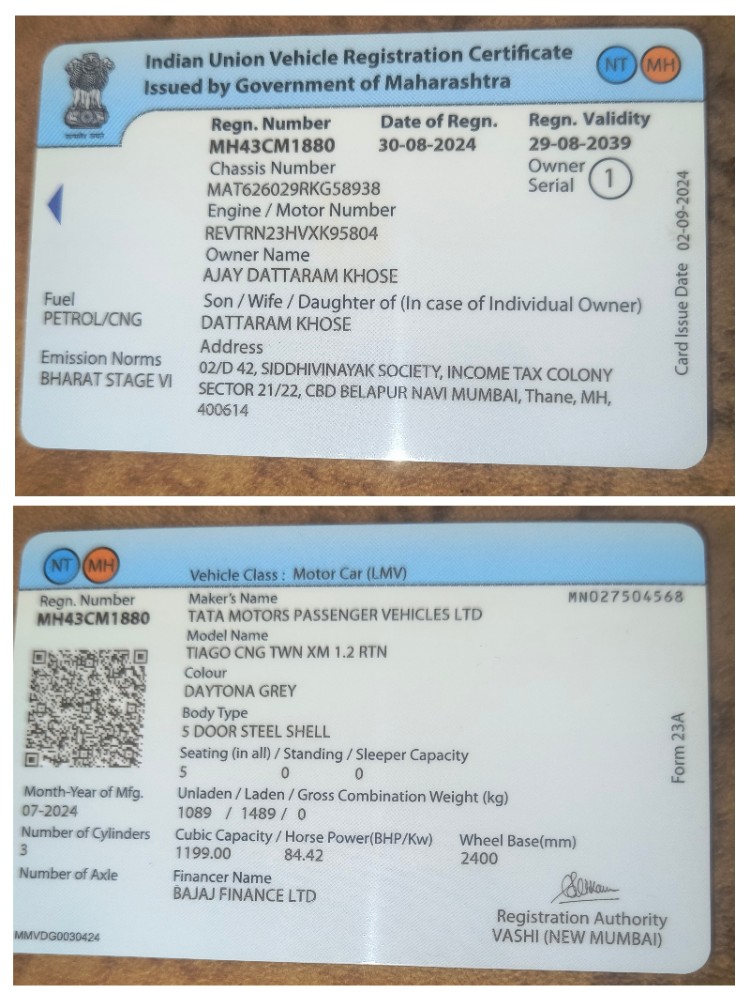 Indian Union Vehicle Registration Certificate
Issued by Government of Maharashtra
NT MH
Regn. Number Date of Regn. Regn. Validity
MH43CM1880 30-08-2024 29-08-2039
Chassis Number
MAT626029RKG58938
Owner Serial 1
Engine / Motor Number
REVTRN23HVXK95804
Owner Name
AJAY DATTARAM KHOSE
Fuel
PETROL/CNG
Son / Wife / Daughter of (In case of Individual Owner)
DATTARAM KHOSE
Emission Norms
BHARAT STAGE VI
Address
02/D 42, SIDDHIVINAYAK SOCIETY, INCOME TAX COLONY
SECTOR 21/22, CBD BELAPUR NAVI MUMBAI, Thane, MH,
400614
Card Issue Date 02-09-2024
NT MH
Vehicle Class : Motor Car (LMV)
Regn. Number
MH43CM1880
Maker's Name
TATA MOTORS PASSENGER VEHICLES LTD
MN027504568
Model Name
TIAGO CNG TWN XM 1.2 RTN
Colour
DAYTONA GREY
Body Type
5 DOOR STEEL SHELL
Seating (in all) / Standing / Sleeper Capacity
5 0 0
Form 23A
Month-Year of Mfg.
07-2024
Unladen / Laden / Gross Combination Weight (kg)
1089 / 1489 / 0
Number of Cylinders
3
Cubic Capacity / Horse Power(BHP/Kw) Wheel Base(mm)
1199.00 84.42 2400
Number of Axle
Financer Name
BAJAJ FINANCE LTD
Registration Authority
VASHI (NEW MUMBAI)
MMVDG0030424